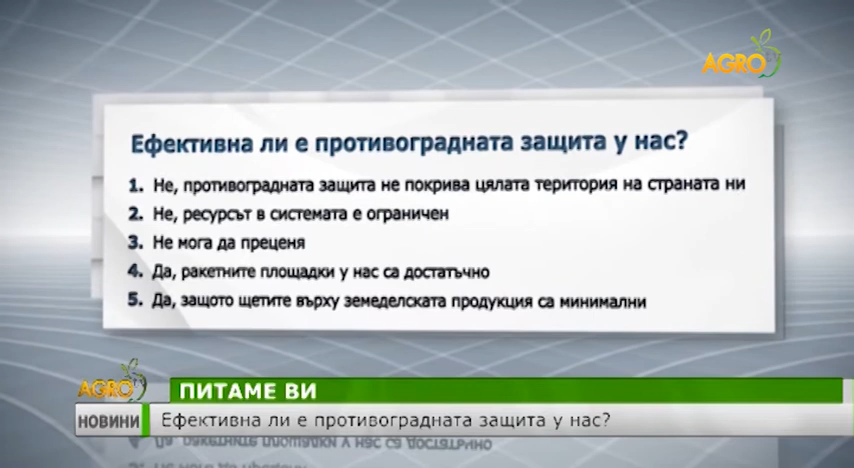 AGRO
Ефективна ли е противоградната защита у нас?
1. Не, противоградната защита не покрива цялата територия на страната ни
2. Не, ресурсът в системата е ограничен
3. Не мога да преценя
4. Да, ракетните площадки у нас са достатъчно
5. Да, защото щетите върху земеделската продукция са минимални
AGRO
ПИТАМЕ ВИ
НОВИНИ
Ефективна ли е противоградната защита у нас?